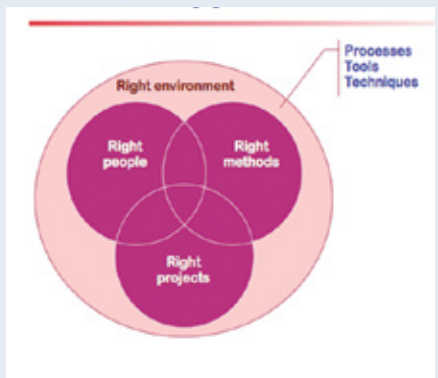 Processes
Tools
Techniques
Right environment
Right
people
Right
methods
Right
projects